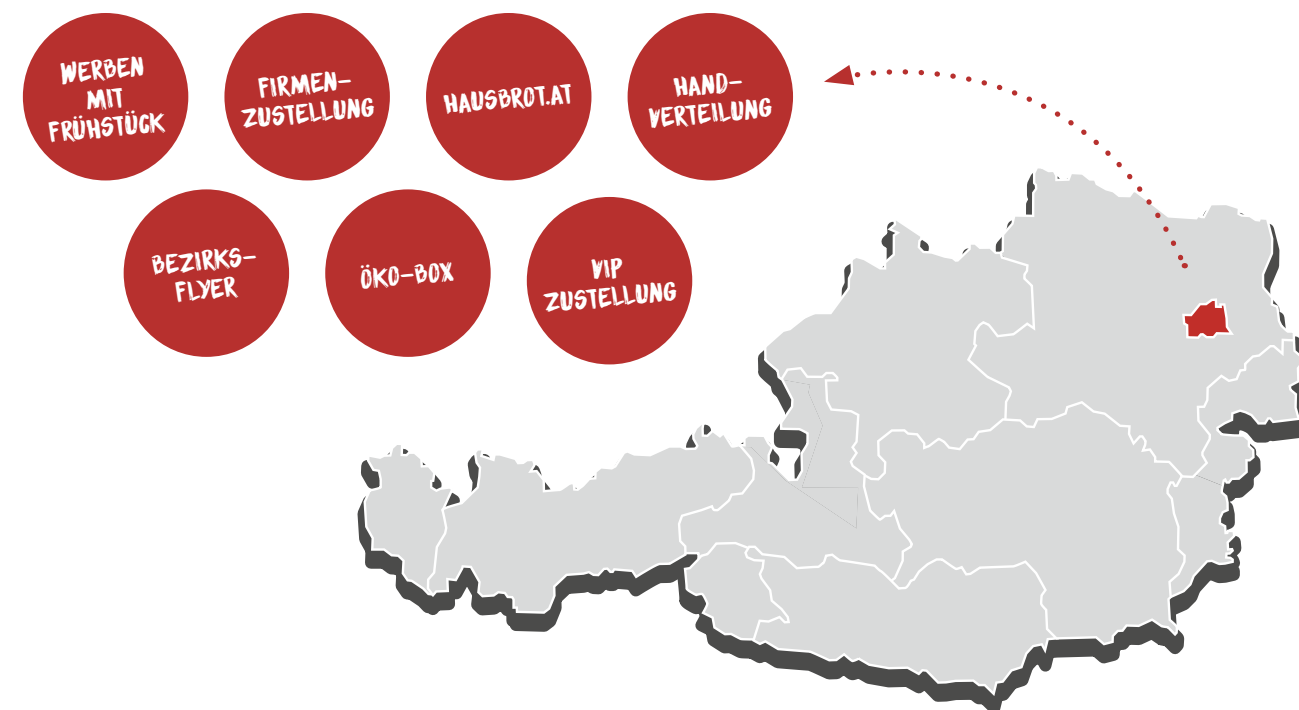 WERBEN
MIT
FRÜHSTÜCK
FIRMEN-
ZUSTELLUNG
HAUSBROT.AT
HAND-
VERTEILUNG
BEZIRKS-
FLYER
ÖKO-BOX
VIP
ZUSTELLUNG